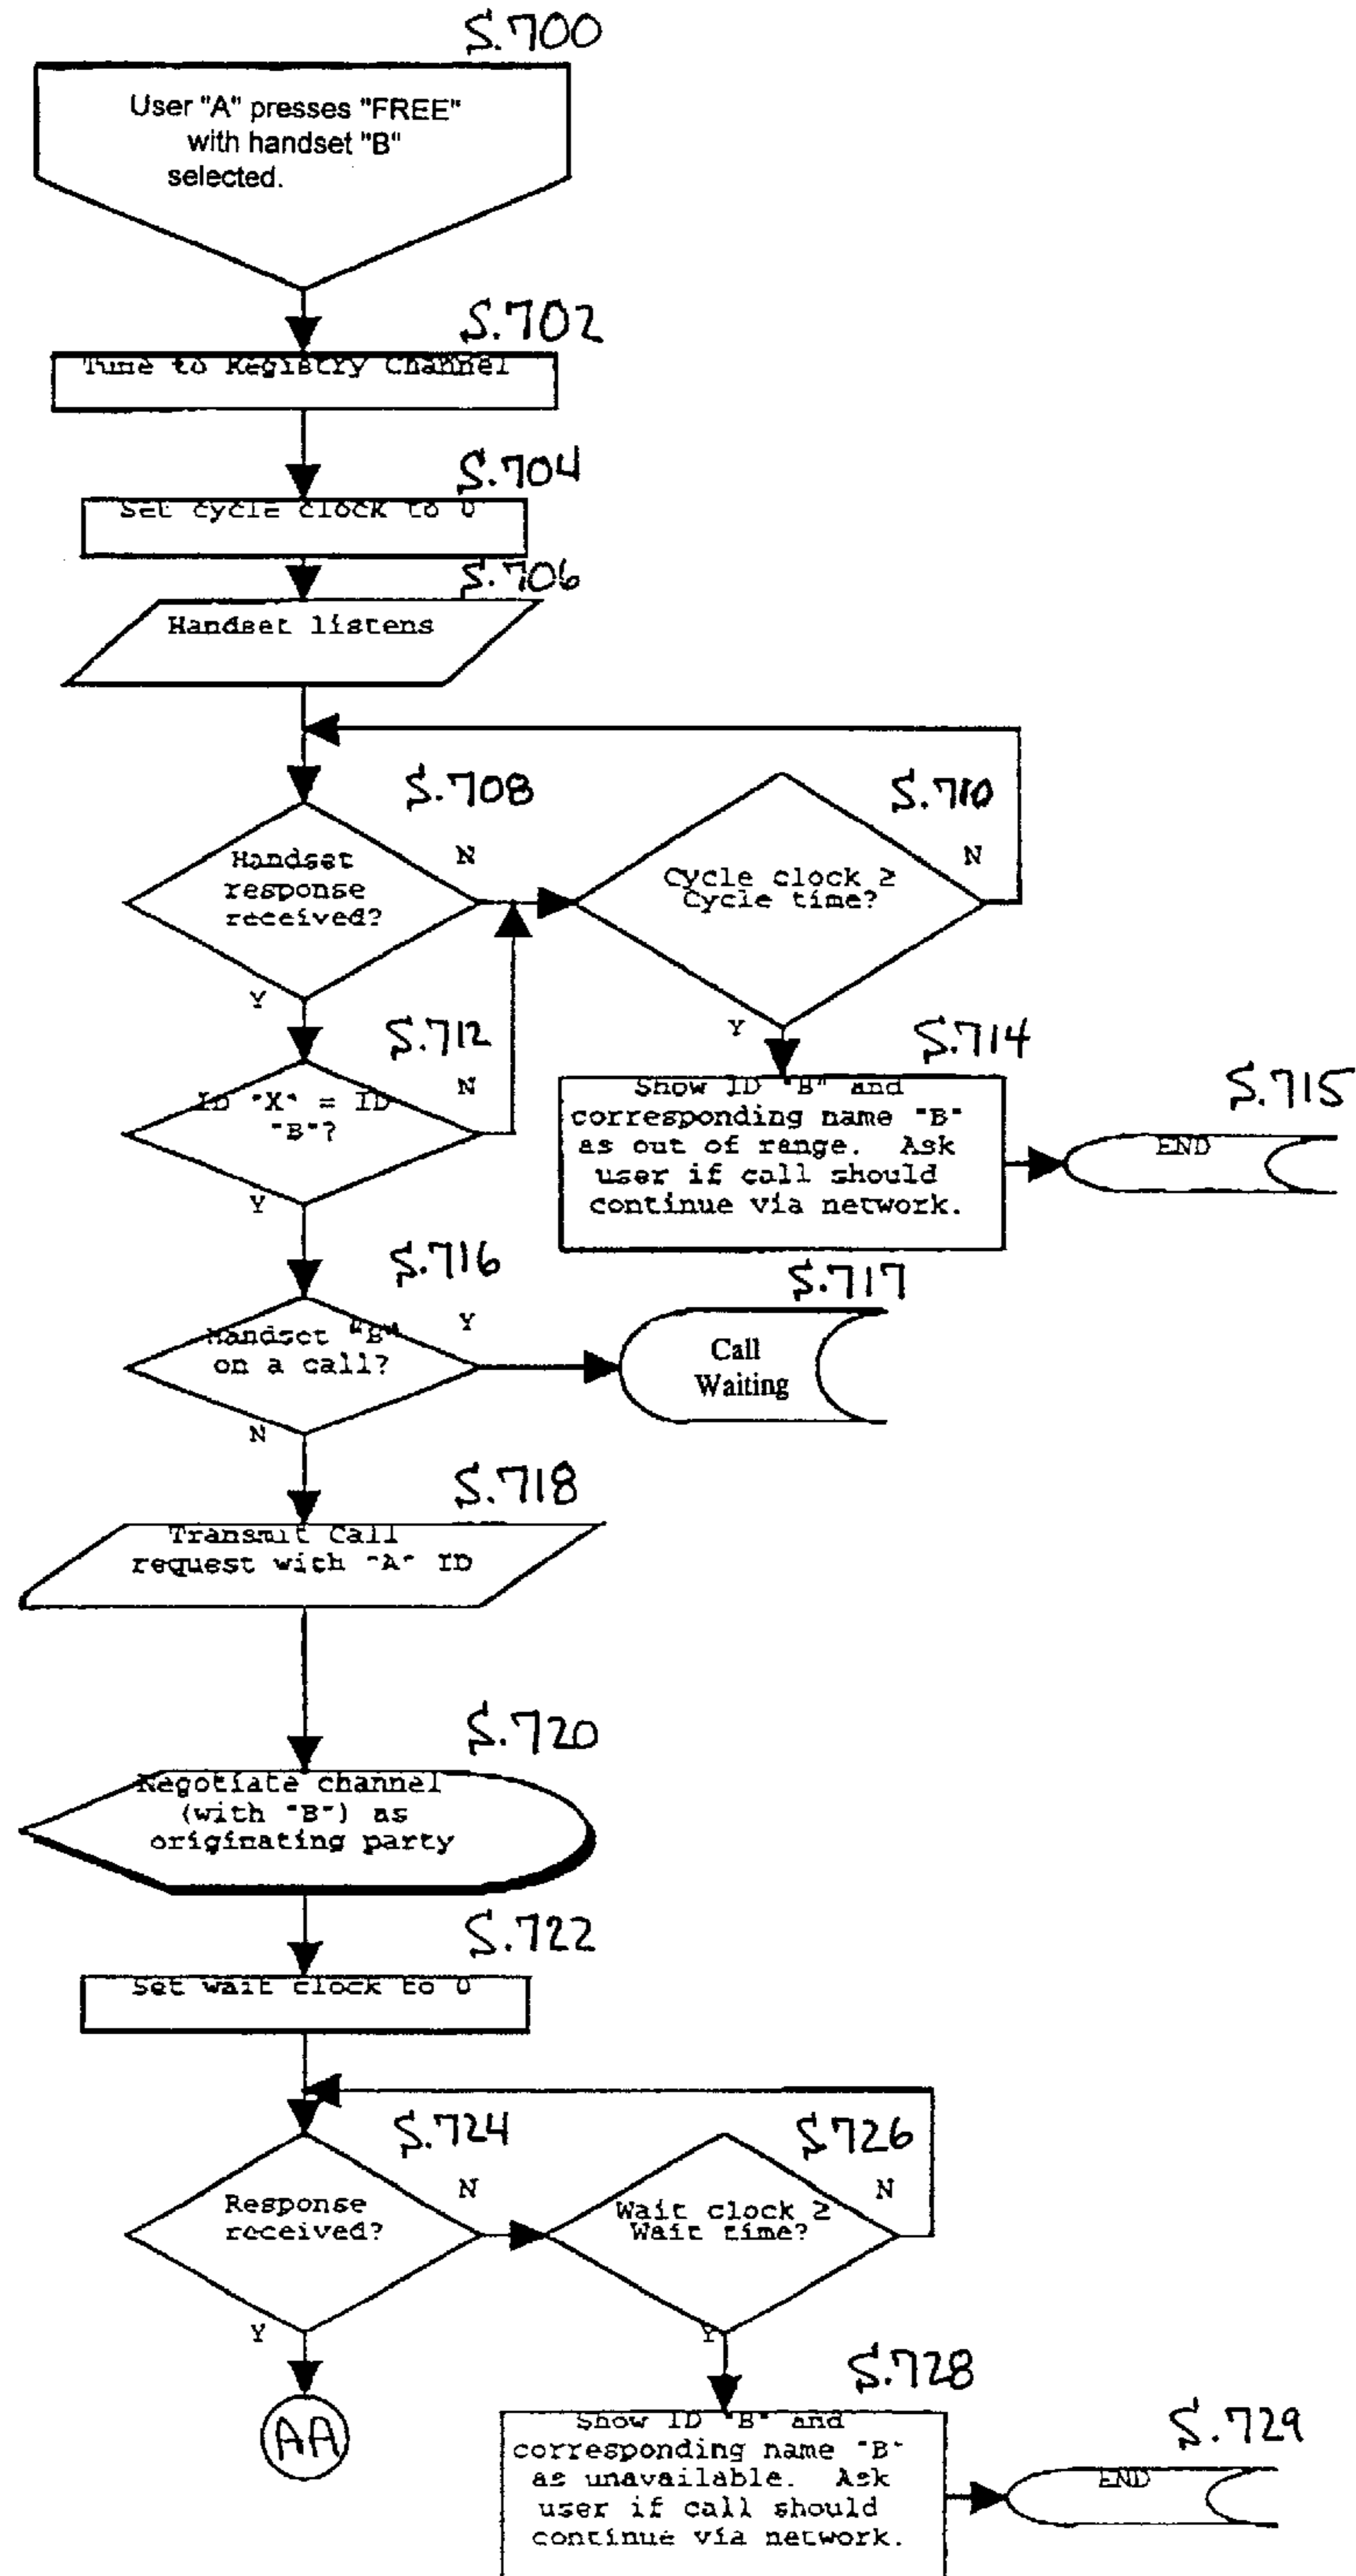 S.700
User "A" presses "FREE"
with handset "B"
selected.
S.702
Tune to Registry Channel
S.704
Set cycle clock to 0
S.706
Handset listens
S.708
Handset
response
received?
N
Y
S.710
Cycle clock ≥
Cycle time?
N
Y
S.712
ID "X" = ID
"B"?
N
Y
S.714
Show ID "B" and
corresponding name "B"
as out of range. Ask
user if call should
continue via network.
S.715
END
S.716
Handset "B"
on a call?
Y
N
S.717
Call
Waiting
S.718
Transmit Call
request with "A" ID
S.720
Negotiate channel
(with "B") as
originating party
S.722
Set wait clock to 0
S.724
Response
received?
N
Y
S.726
Wait clock ≥
Wait time?
N
Y
AA
S.728
Show ID "B" and
corresponding name "B"
as unavailable. Ask
user if call should
continue via network.
S.729
END